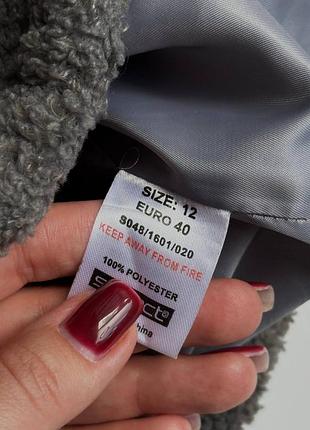 SIZE: 12
EURO 40
S048/1601/020
KEEP AWAY FROM FIRE
100% POLYESTER